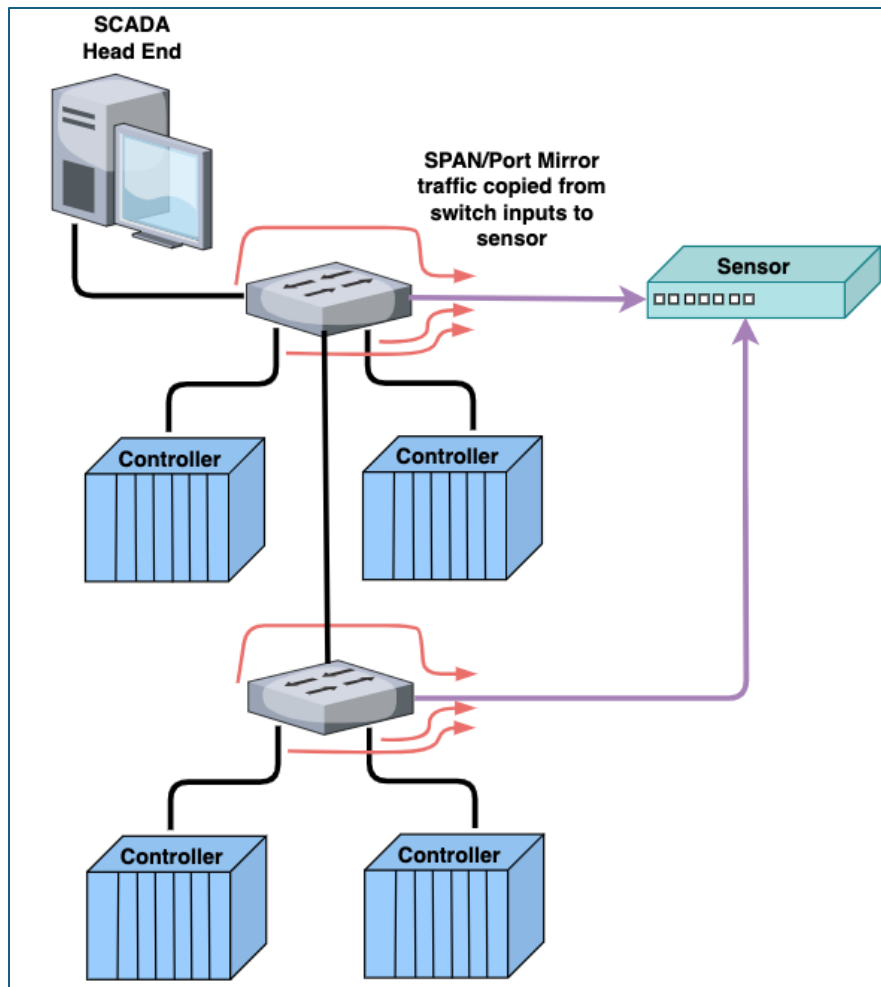 SCADA
Head End
SPAN/Port Mirror
traffic copied from
switch inputs to
sensor
Sensor
Controller
Controller
Controller
Controller